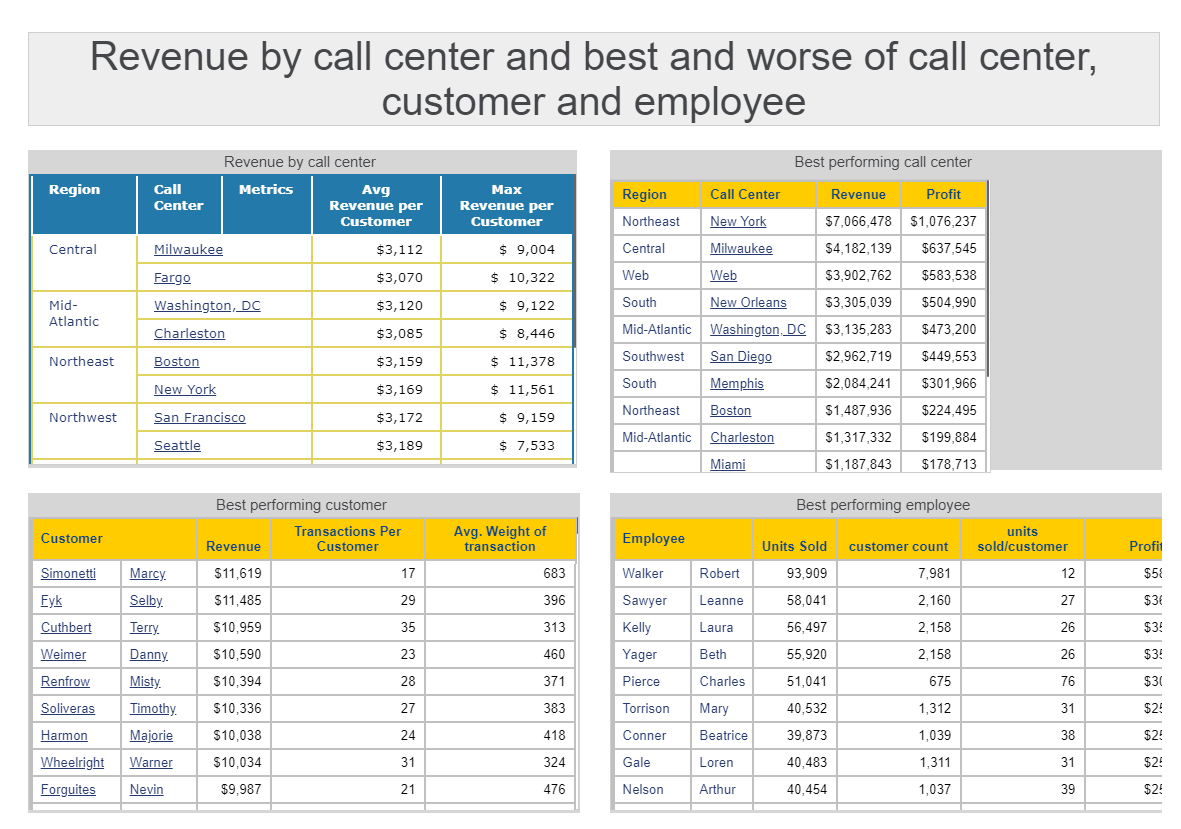 Revenue by call center and best and worse of call center,
customer and employee
Revenue by call center
Region Call Center Metrics Avg Revenue per Customer Max Revenue per Customer
Central Milwaukee $3,112 $ 9,004
Fargo $3,070 $ 10,322
Mid-Atlantic Washington, DC $3,120 $ 9,122
Charleston $3,085 $ 8,446
Northeast Boston $3,159 $ 11,378
New York $3,169 $ 11,561
Northwest San Francisco $3,172 $ 9,159
Seattle $3,189 $ 7,533
Best performing call center
Region Call Center Revenue Profit
Northeast New York $7,066,478 $1,076,237
Central Milwaukee $4,182,139 $637,545
Web Web $3,902,762 $583,538
South New Orleans $3,305,039 $504,990
Mid-Atlantic Washington, DC $3,135,283 $473,200
Southwest San Diego $2,962,719 $449,553
South Memphis $2,084,241 $301,966
Northeast Boston $1,487,936 $224,495
Mid-Atlantic Charleston $1,317,332 $199,884
Miami $1,187,843 $178,713
Best performing customer
Customer Revenue Transactions Per Customer Avg. Weight of transaction
Simonetti Marcy $11,619 17 683
Fyk Selby $11,485 29 396
Cuthbert Terry $10,959 35 313
Weimer Danny $10,590 23 460
Renfrow Misty $10,394 28 371
Soliveras Timothy $10,336 27 383
Harmon Majorie $10,038 24 418
Wheelright Warner $10,034 31 324
Forguites Nevin $9,987 21 476
Best performing employee
Employee Units Sold customer count units sold/customer Profit
Walker Robert 93,909 7,981 12
Sawyer Leanne 58,041 2,160 27
Kelly Laura 56,497 2,158 26
Yager Beth 55,920 2,158 26
Pierce Charles 51,041 675 76
Torrison Mary 40,532 1,312 31
Conner Beatrice 39,873 1,039 38
Gale Loren 40,483 1,311 31
Nelson Arthur 40,454 1,037 39